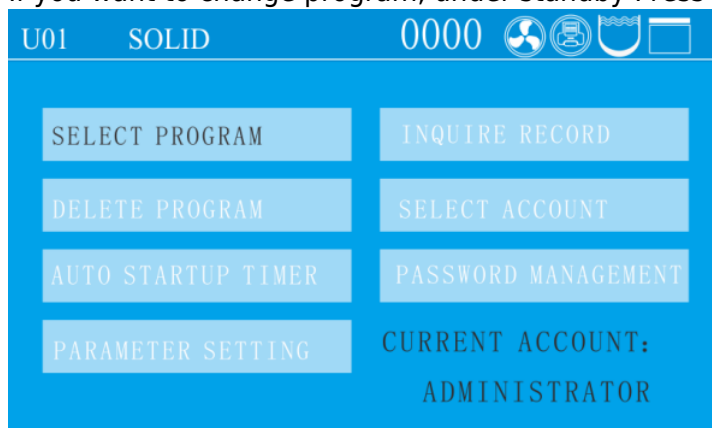 If you want to change program, under Standby Press
U01 SOLID 0000
SELECT PROGRAM
DELETE PROGRAM
AUTO STARTUP TIMER
PARAMETER SETTING
INQUIRE RECORD
SELECT ACCOUNT
PASSWORD MANAGEMENT
CURRENT ACCOUNT:
ADMINISTRATOR